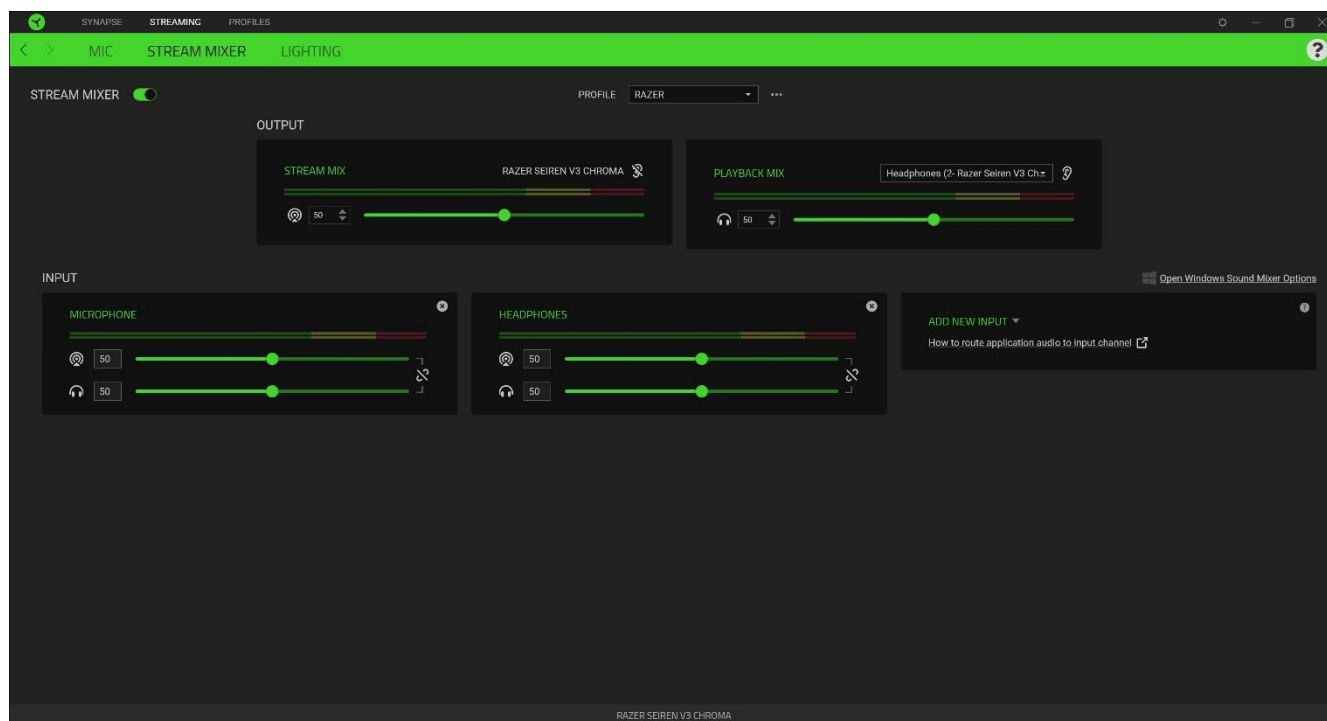 SYNAPSE STREAMING PROFILES
MIC STREAM MIXER LIGHTING ?
STREAM MIXER PROFILE RAZER
OUTPUT
STREAM MIX RAZER SEIREN V3 CHROMA
50
PLAYBACK MIX Headphones (2- Razer Seiren V3 Ch...
50
INPUT Open Windows Sound Mixer Options
MICROPHONE
50
50
HEADPHONES
50
50
ADD NEW INPUT ?
How to route application audio to input channel
RAZER SEIREN V3 CHROMA